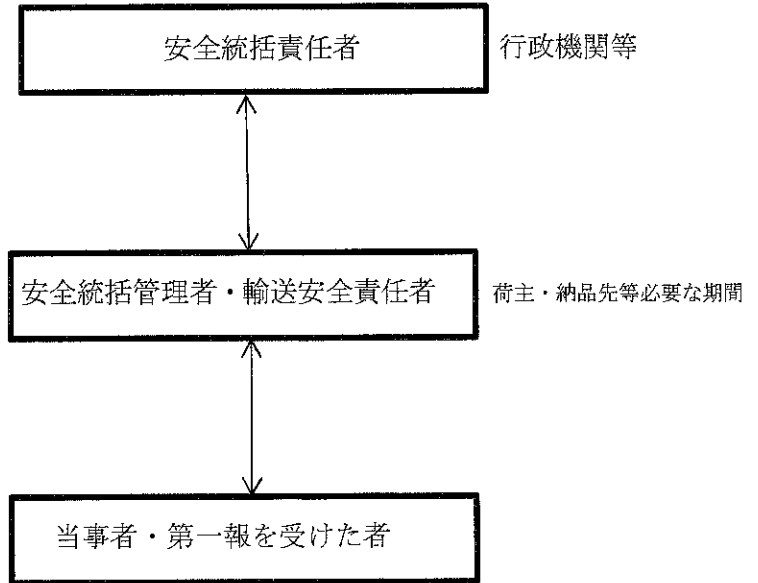 安全統括責任者
行政機関等
安全統括管理者・輸送安全責任者
荷主・納品先等必要な期間
当事者・第一報を受けた者